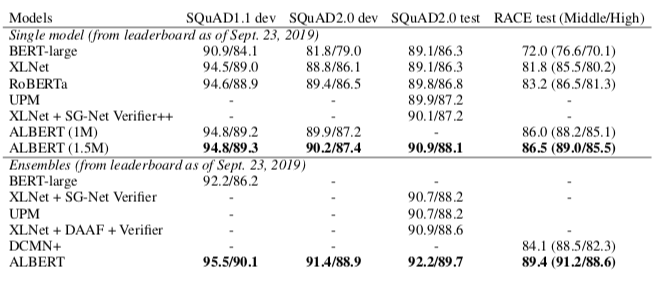 Models SQuAD1.1 dev SQuAD2.0 dev SQuAD2.0 test RACE test (Middle/High)
Single model (from leaderboard as of Sept. 23, 2019)
BERT-large 90.9/84.1 81.8/79.0 89.1/86.3 72.0 (76.6/70.1)
XLNet 94.5/89.0 88.8/86.1 89.1/86.3 81.8 (85.5/80.2)
RoBERTa 94.6/88.9 89.4/86.5 89.8/86.8 83.2 (86.5/81.3)
UPM - - 89.9/87.2 -
XLNet + SG-Net Verifier++ - - 90.1/87.2 -
ALBERT (1M) 94.8/89.2 89.9/87.2 - 86.0 (88.2/85.1)
ALBERT (1.5M) 94.8/89.3 90.2/87.4 90.9/88.1 86.5 (89.0/85.5)
Ensembles (from leaderboard as of Sept. 23, 2019)
BERT-large 92.2/86.2 - - -
XLNet + SG-Net Verifier - - 90.7/88.2 -
UPM - - 90.7/88.2
XLNet + DAAF + Verifier - - 90.9/88.6 -
DCMN+ - - - 84.1 (88.5/82.3)
ALBERT 95.5/90.1 91.4/88.9 92.2/89.7 89.4 (91.2/88.6)